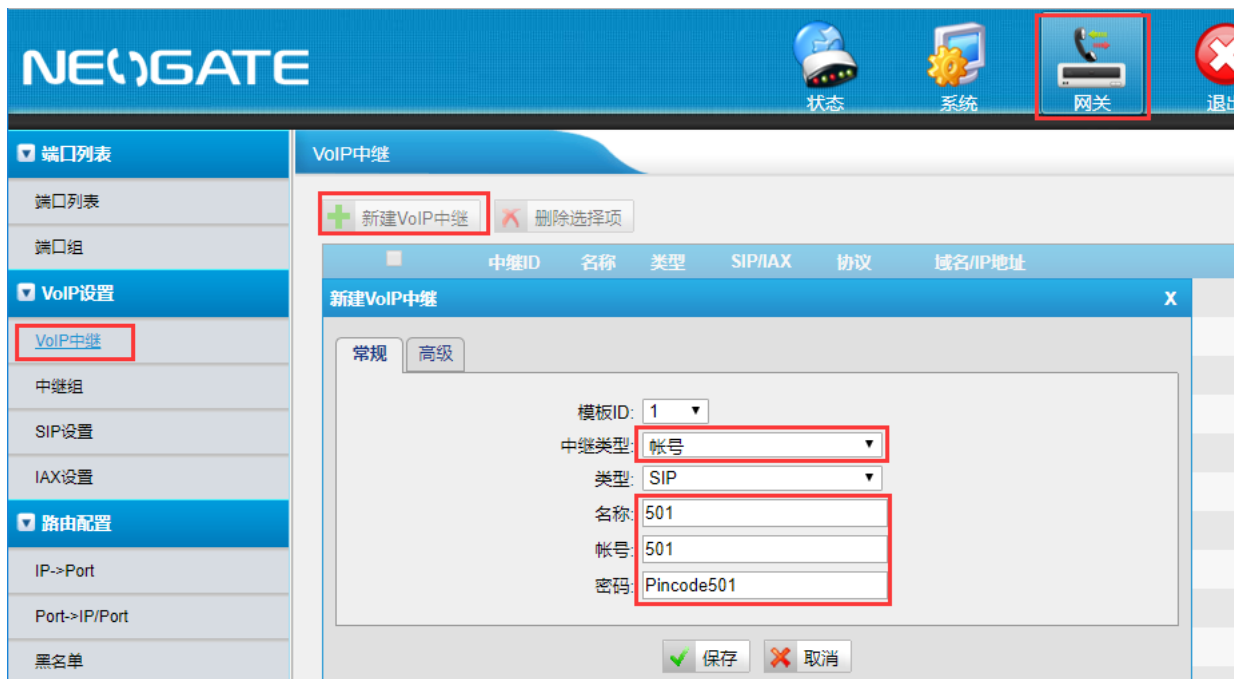 NEOGATE
状态
系统
网关
退出
端口列表
VoIP中继
端口列表
新建VoIP中继
删除选择项
端口组
中继ID 名称 类型 SIP/IAX 协议 域名/IP地址
VoIP设置
新建VoIP中继 X
VoIP中继
常规 高级
中继组
模板ID: 1
SIP设置
中继类型: 帐号
IAX设置
类型: SIP
路由配置
名称: 501
帐号: 501
IP->Port
密码: Pincode501
Port->IP/Port
黑名单
保存 取消